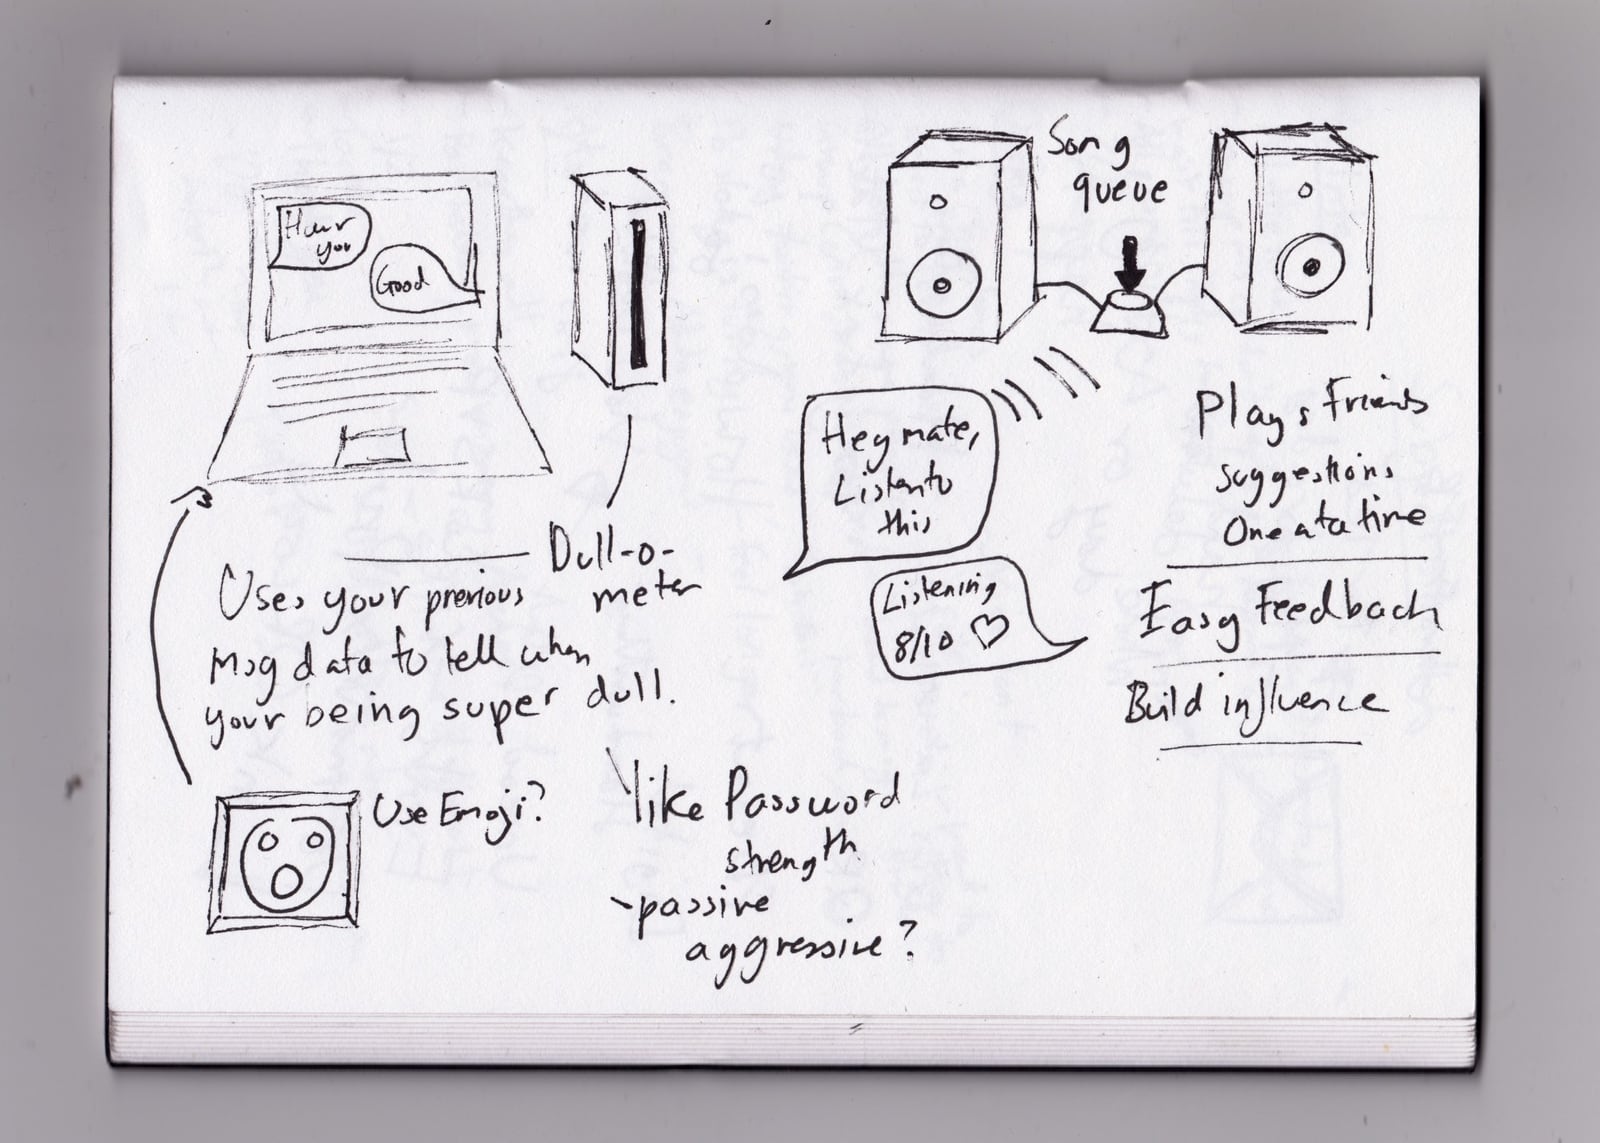 How r
you
Good
Dull-o-
meter
Uses your previous
msg data to tell when
your being super dull.
Use Emoji?
like Password
strength
- passive
aggressive?
Song
queue
Hey mate,
Listen to
this
Listening
8/10 ♡
Plays Friends
suggestions
One at a time
Easy Feedback
Build influence